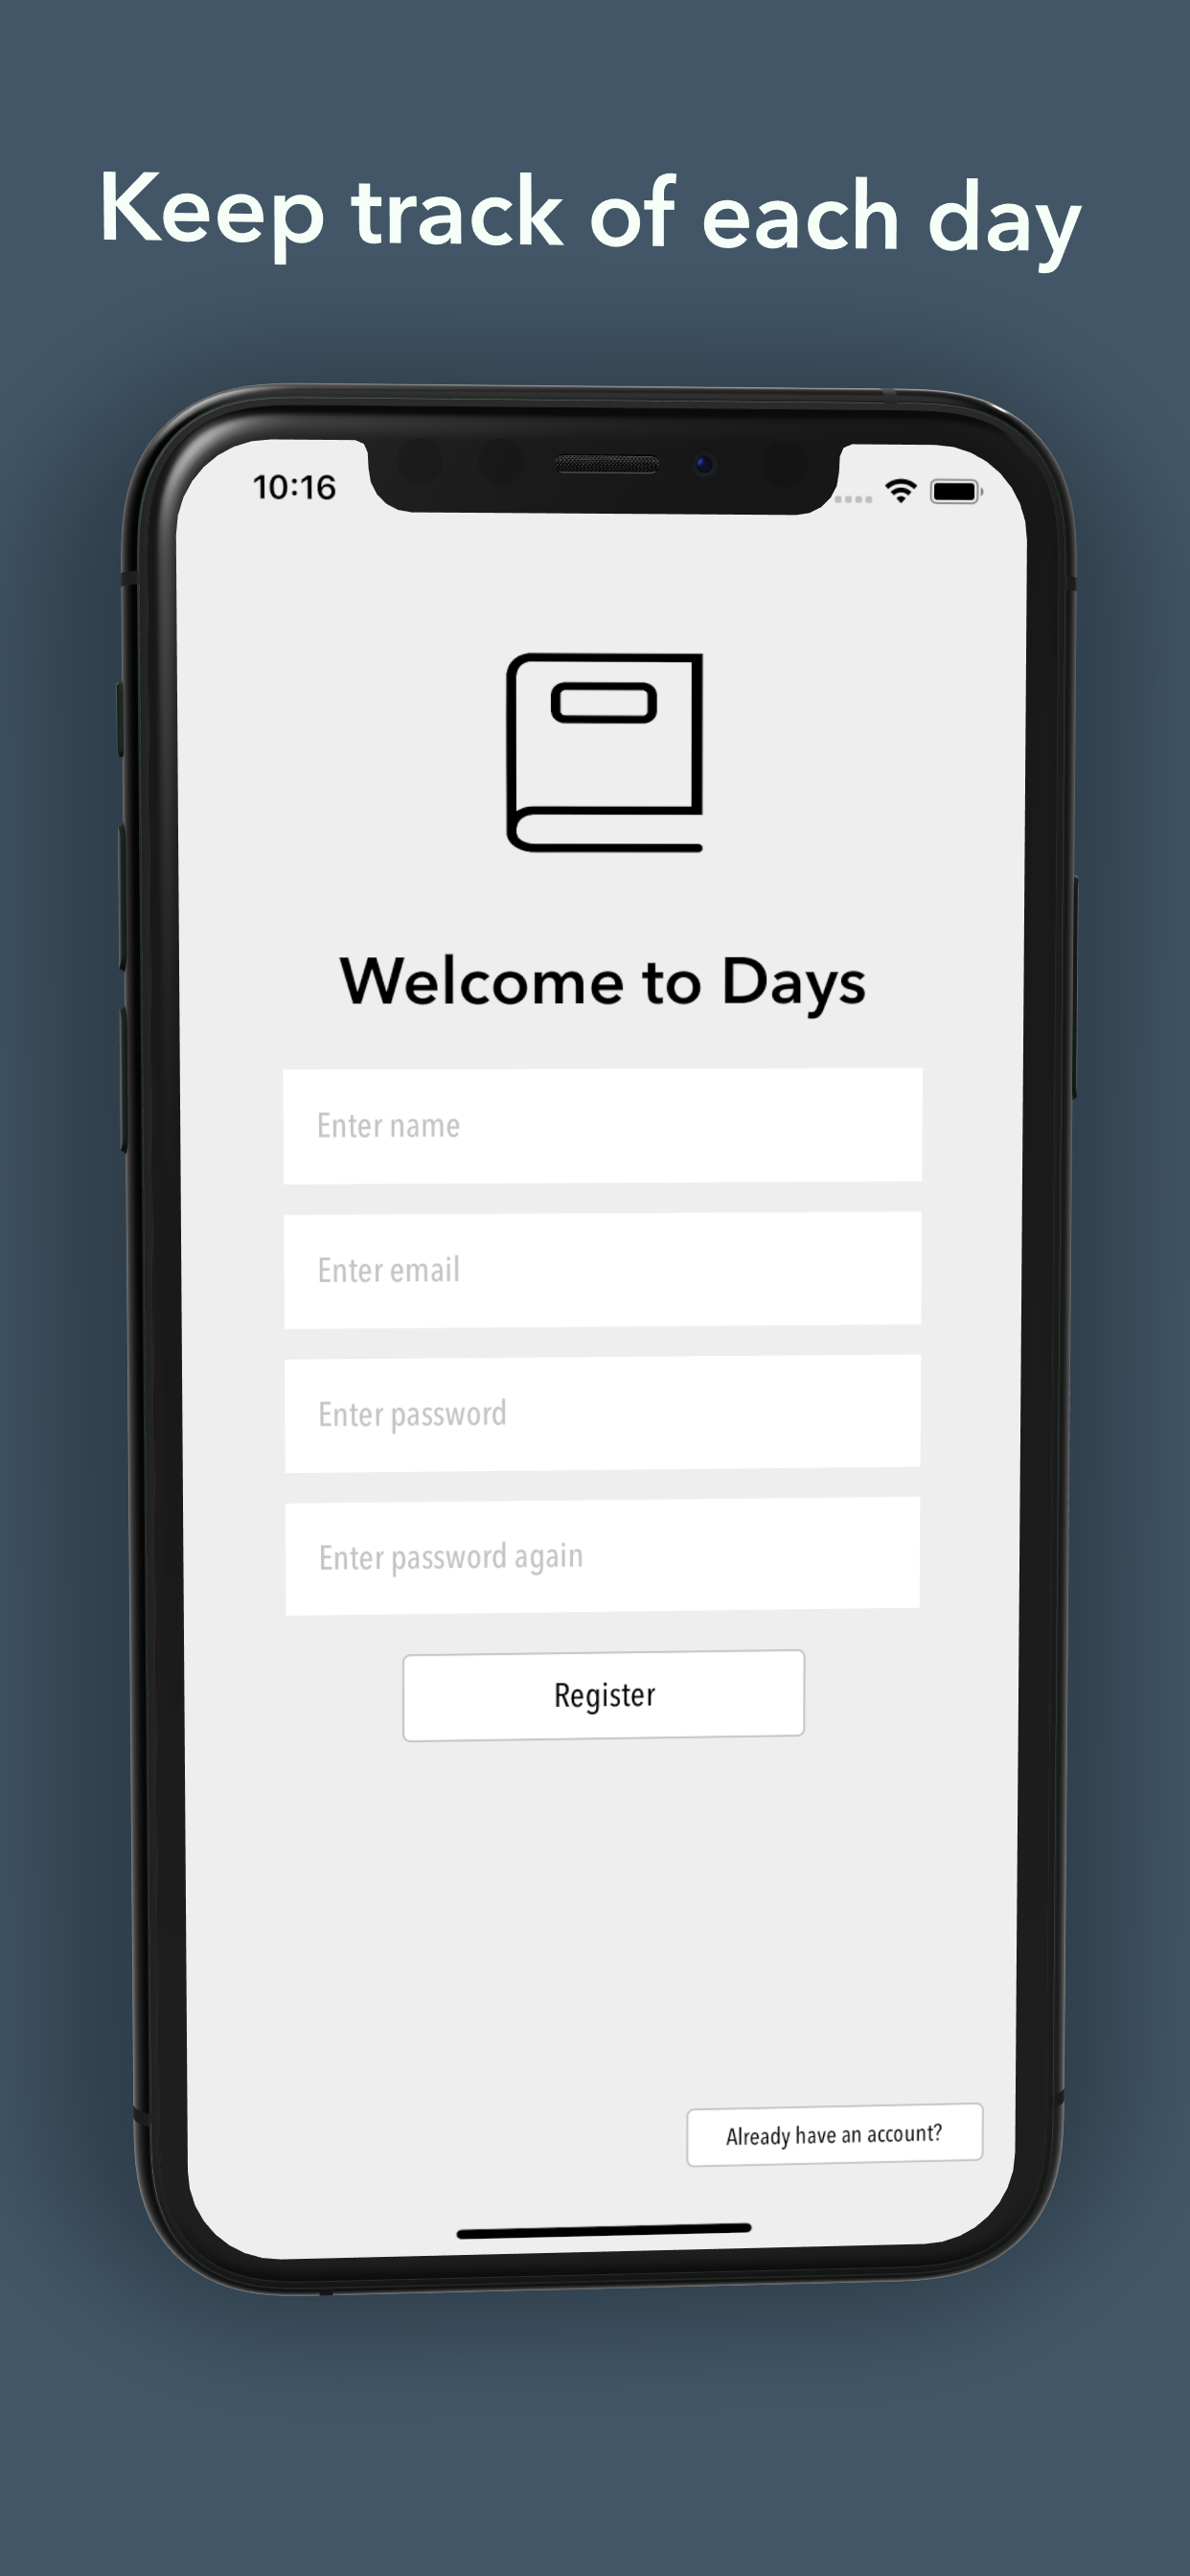 Keep track of each day
10:16
Welcome to Days
Enter name
Enter email
Enter password
Enter password again
Register
Already have an account?